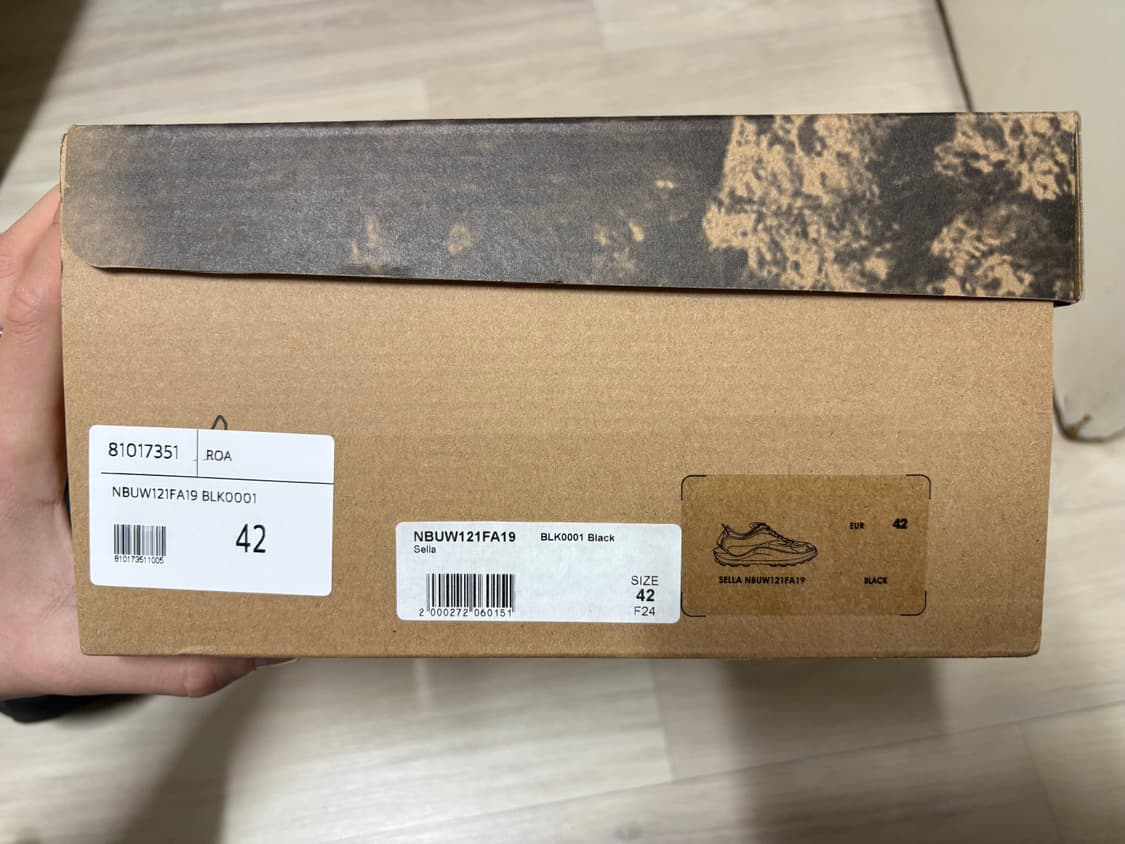 81017351 ROA
NBUW121FA19 BLK0001
42
810173511005
NBUW121FA19 BLK0001 Black
Sella
SIZE
42
F24
2 000272 060151
EUR 42
SELLA NBUW121FA19 BLACK